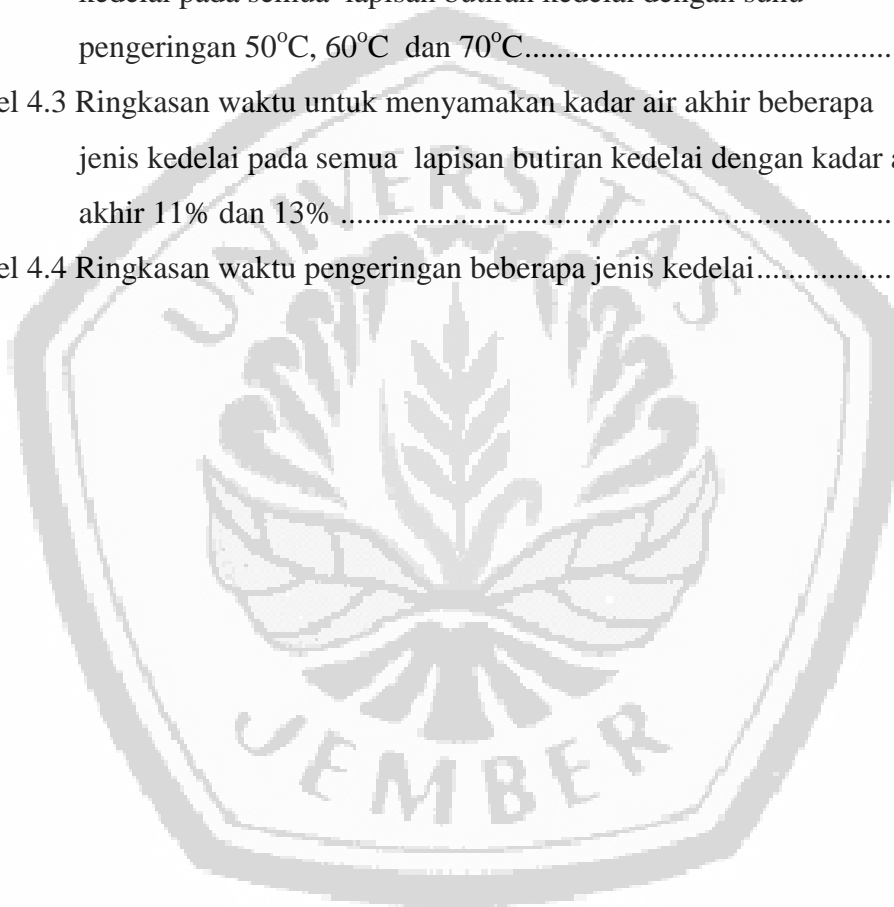 kedelai pada semua lapisan butiran kedelai dengan suhu
pengeringan 50°C, 60°C dan 70°C......................................
el 4.3 Ringkasan waktu untuk menyamakan kadar air akhir beberapa
jenis kedelai pada semua lapisan butiran kedelai dengan kadar a
akhir 11% dan 13% ..........................................................
el 4.4 Ringkasan waktu pengeringan beberapa jenis kedelai.................
UNIVERSITAS
JEMBER